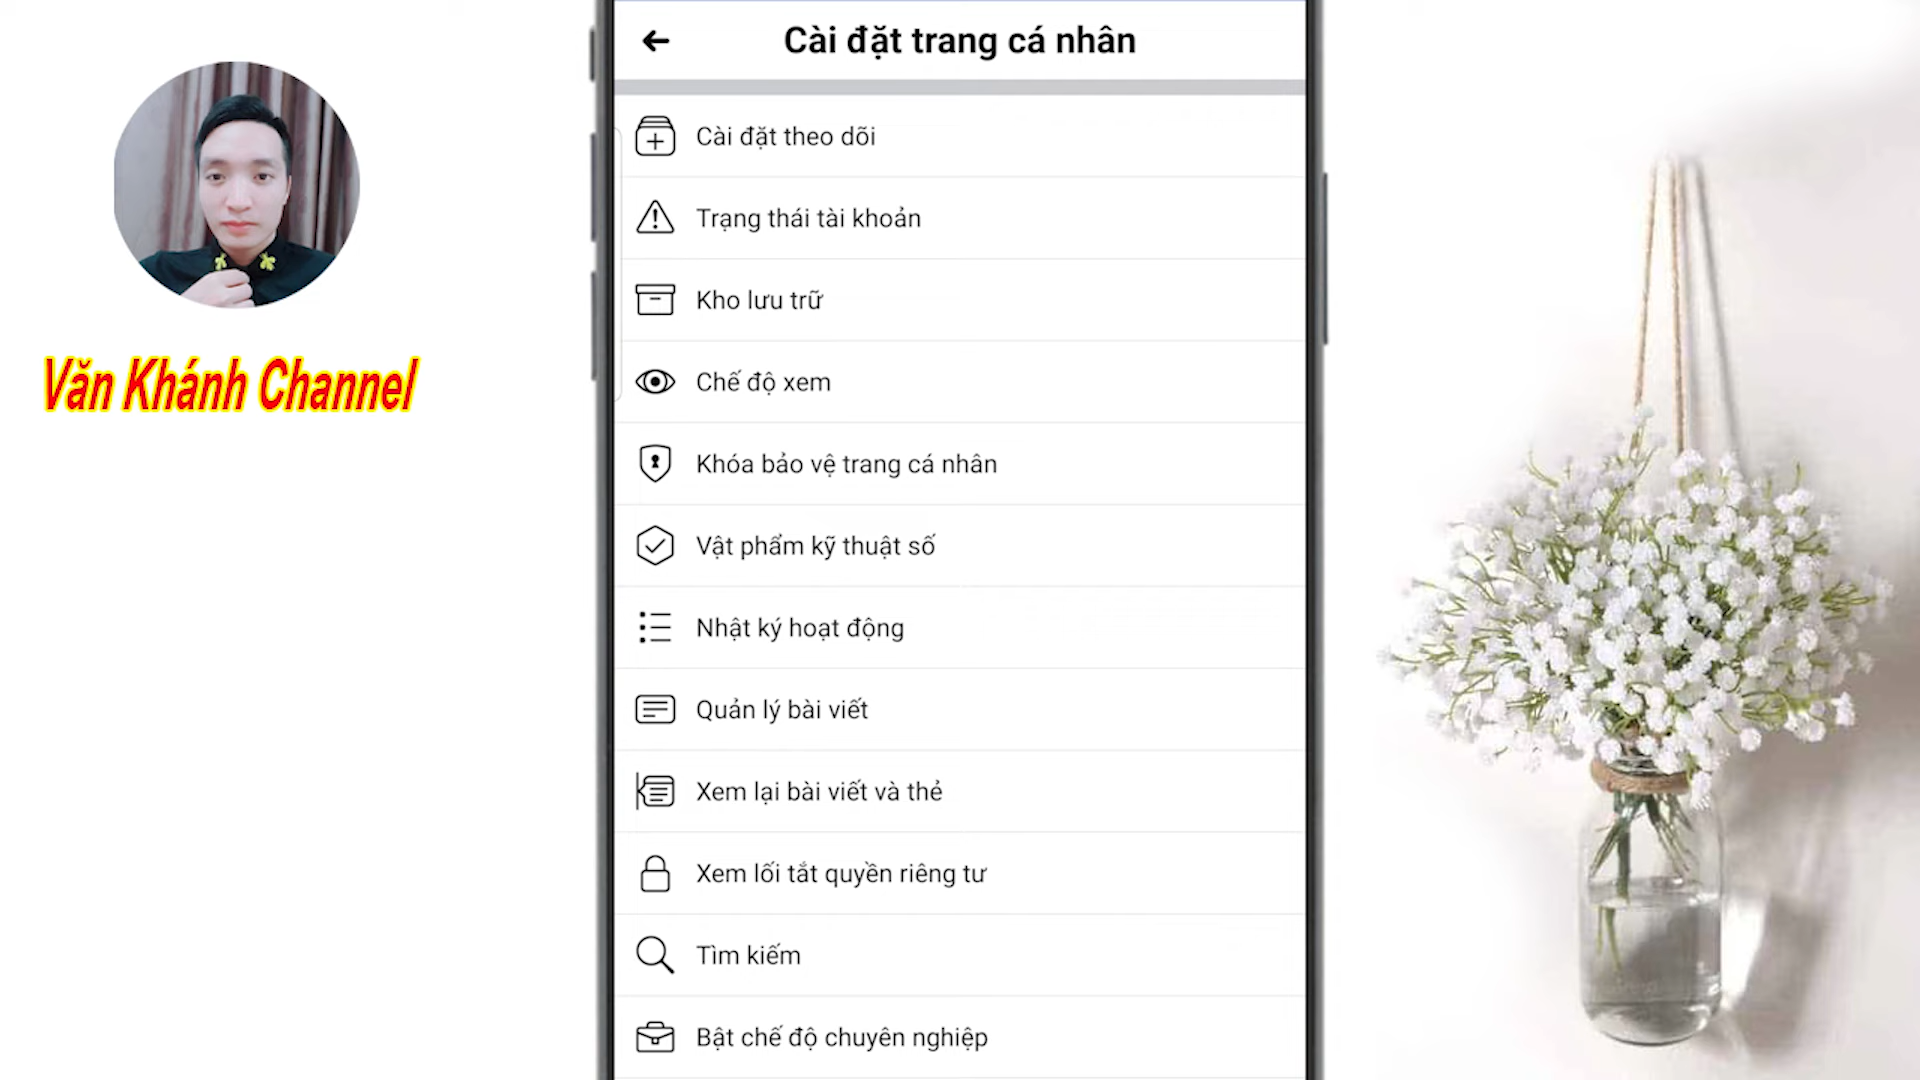 Cài đặt trang cá nhân
Văn Khánh Channel
Cài đặt theo dõi
Trạng thái tài khoản
Kho lưu trữ
Chế độ xem
Khóa bảo vệ trang cá nhân
Vật phẩm kỹ thuật số
Nhật ký hoạt động
Quản lý bài viết
Xem lại bài viết và thẻ
Xem lối tắt quyền riêng tư
Tìm kiếm
Bật chế độ chuyên nghiệp